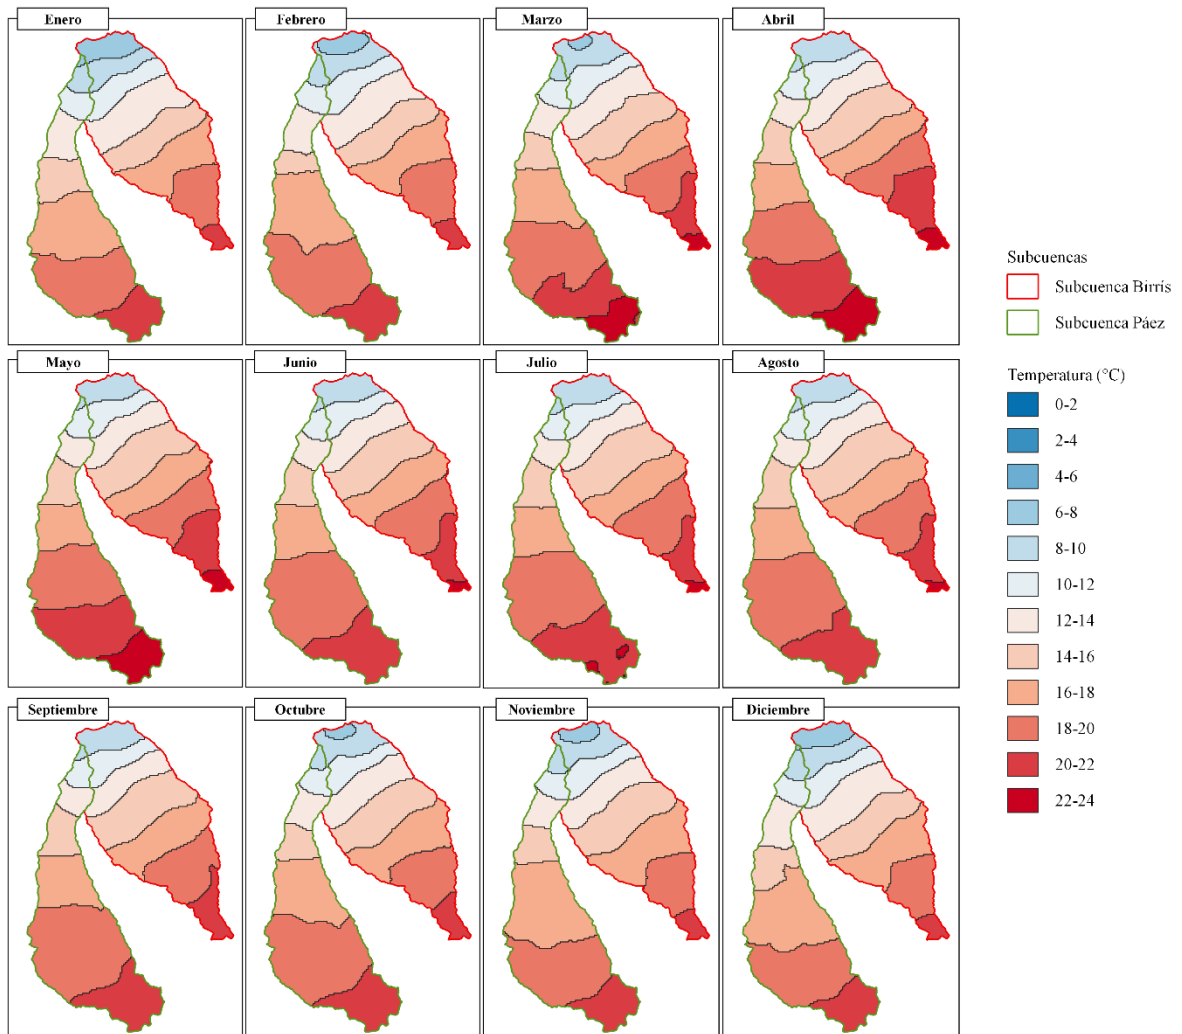 Enero
Febrero
Marzo
Abril
Subcuencas
Subcuenca Birrís
Subcuenca Páez
Mayo
Junio
Julio
Agosto
Temperatura (°C)
0-2
2-4
4-6
6-8
8-10
10-12
12-14
14-16
16-18
18-20
20-22
22-24
Septiembre
Octubre
Noviembre
Diciembre